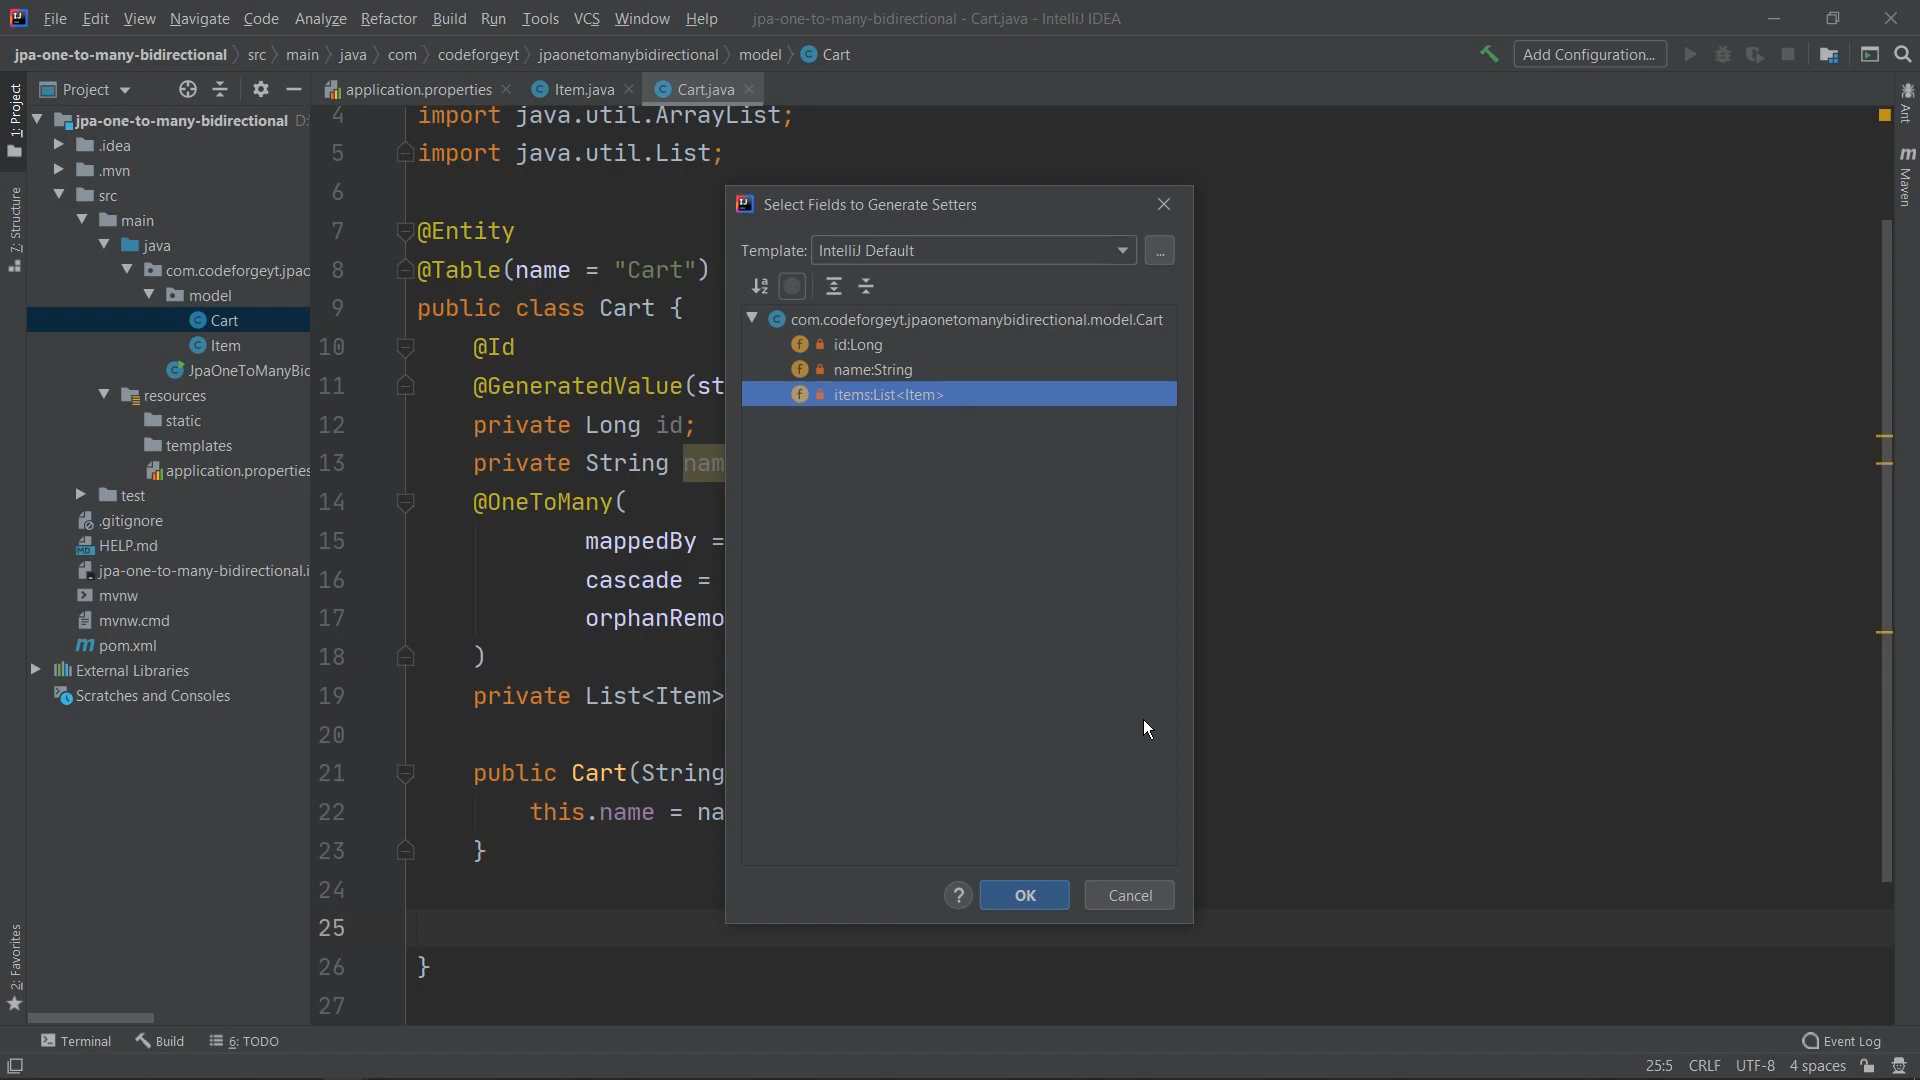 File Edit View Navigate Code Analyze Refactor Build Run Tools VCS Window Help jpa-one-to-many-bidirectional - Cart.java - IntelliJ IDEA
jpa-one-to-many-bidirectional src main java com codeforgeyt jpaonetomanybidirectional model Cart Add Configuration...
Project
application.properties Item.java Cart.java
1: Project
7: Structure
2: Favorites
jpa-one-to-many-bidirectional D:
.idea
.mvn
src
main
java
com.codeforgeyt.jpao
model
Cart
Item
JpaOneToManyBid
resources
static
templates
application.properties
test
.gitignore
HELP.md
jpa-one-to-many-bidirectional.i
mvnw
mvnw.cmd
pom.xml
External Libraries
Scratches and Consoles
4 import java.util.ArrayList;
5 import java.util.List;
6
7 @Entity
8 @Table(name = "Cart")
9 public class Cart {
10 @Id
11 @GeneratedValue(st
12 private Long id;
13 private String nam
14 @OneToMany(
15 mappedBy =
16 cascade =
17 orphanRemo
18 )
19 private List<Item>
20
21 public Cart(String
22 this.name = na
23 }
24
25
26 }
27
Select Fields to Generate Setters
Template: IntelliJ Default ...
com.codeforgeyt.jpaonetomanybidirectional.model.Cart
id:Long
name:String
items:List<Item>
? OK Cancel
Ant
Maven
Terminal Build 6: TODO Event Log
25:5 CRLF UTF-8 4 spaces